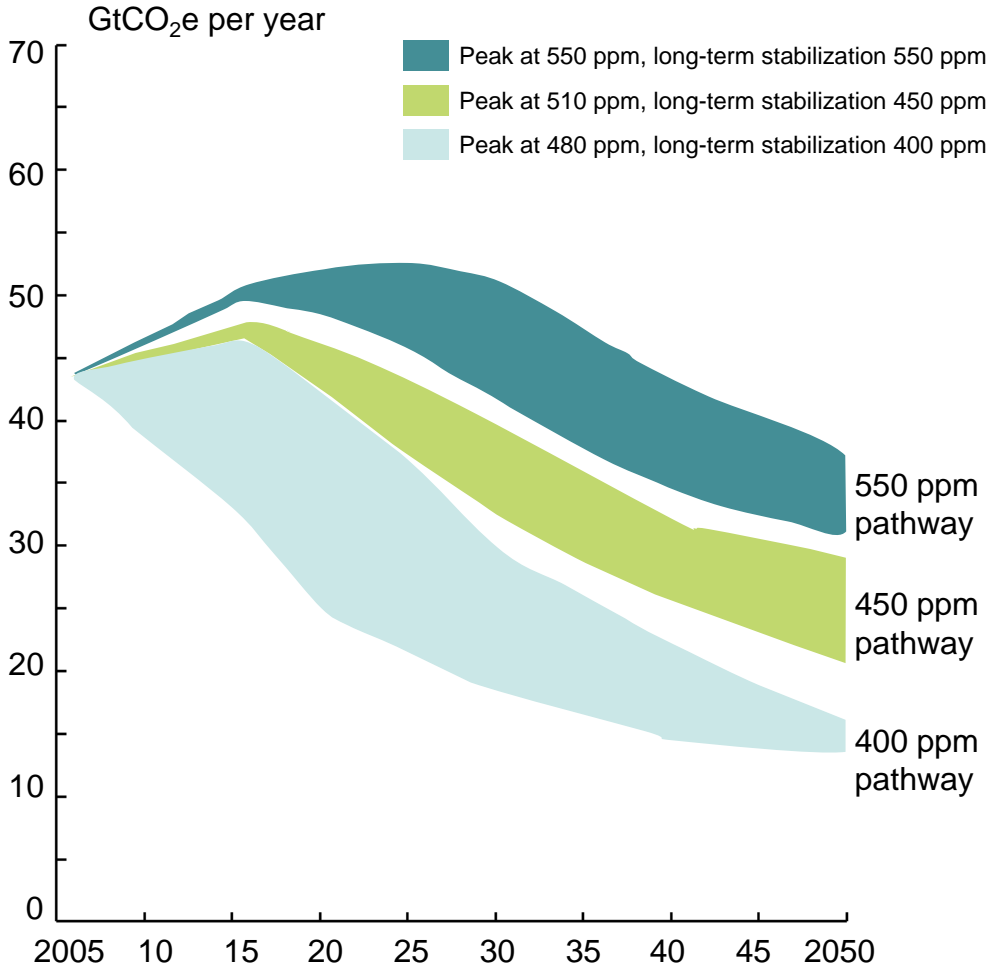 GtCO₂e per year
70
60
50
40
30
20
10
0
Peak at 550 ppm, long-term stabilization 550 ppm
Peak at 510 ppm, long-term stabilization 450 ppm
Peak at 480 ppm, long-term stabilization 400 ppm
550 ppm
pathway
450 ppm
pathway
400 ppm
pathway
2005 10 15 20 25 30 35 40 45 2050